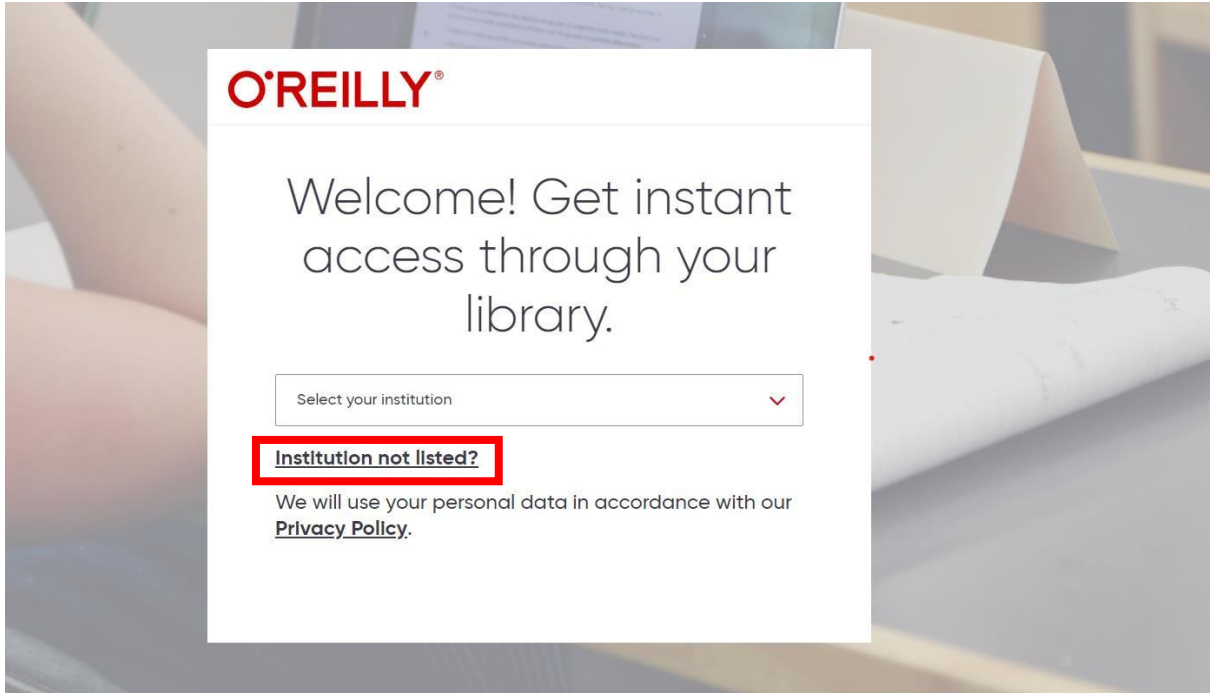 O'REILLY®
Welcome! Get instant
access through your
library.
Select your institution
Institution not listed?
We will use your personal data in accordance with our
Privacy Policy.